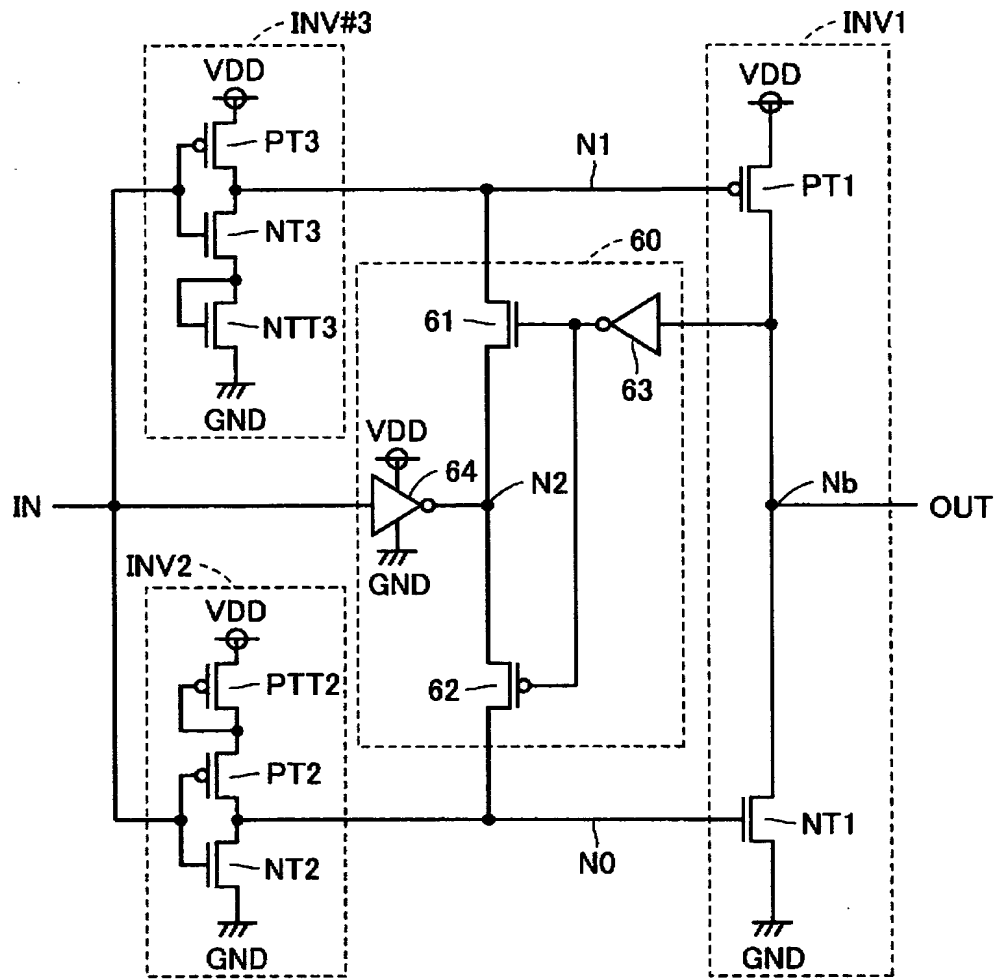 INV#3
INV1
VDD
VDD
PT3
N1
PT1
NT3
60
NTT3
61
63
GND
VDD
64
IN
N2
Nb
OUT
INV2
GND
VDD
PTT2
62
PT2
NT2
N0
NT1
GND
GND